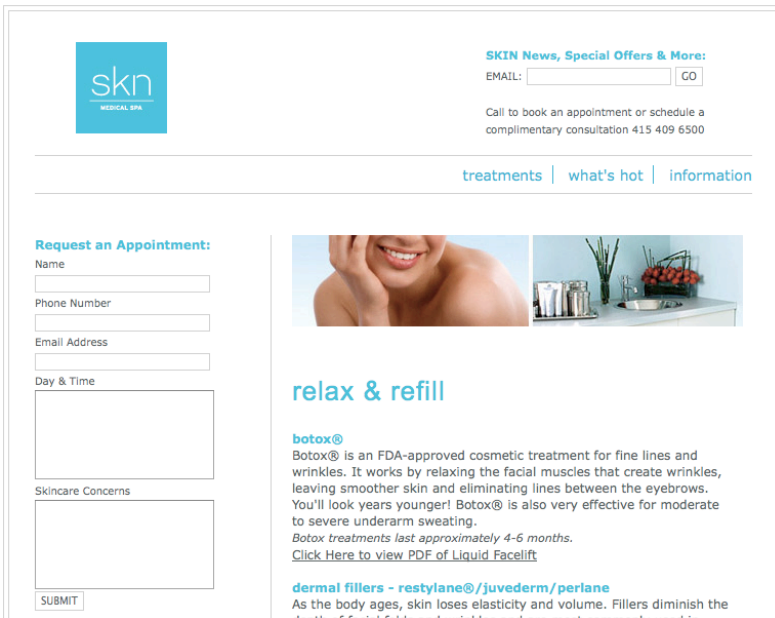 skn
MEDICAL SPA
SKIN News, Special Offers & More:
EMAIL:
GO
Call to book an appointment or schedule a
complimentary consultation 415 409 6500
treatments
what's hot
information
Request an Appointment:
Name
Phone Number
Email Address
Day & Time
Skincare Concerns
SUBMIT
relax & refill
botox®
Botox® is an FDA-approved cosmetic treatment for fine lines and
wrinkles. It works by relaxing the facial muscles that create wrinkles,
leaving smoother skin and eliminating lines between the eyebrows.
You'll look years younger! Botox® is also very effective for moderate
to severe underarm sweating.
Botox treatments last approximately 4-6 months.
Click Here to view PDF of Liquid Facelift
dermal fillers - restylane®/juvederm/perlane
As the body ages, skin loses elasticity and volume. Fillers diminish the